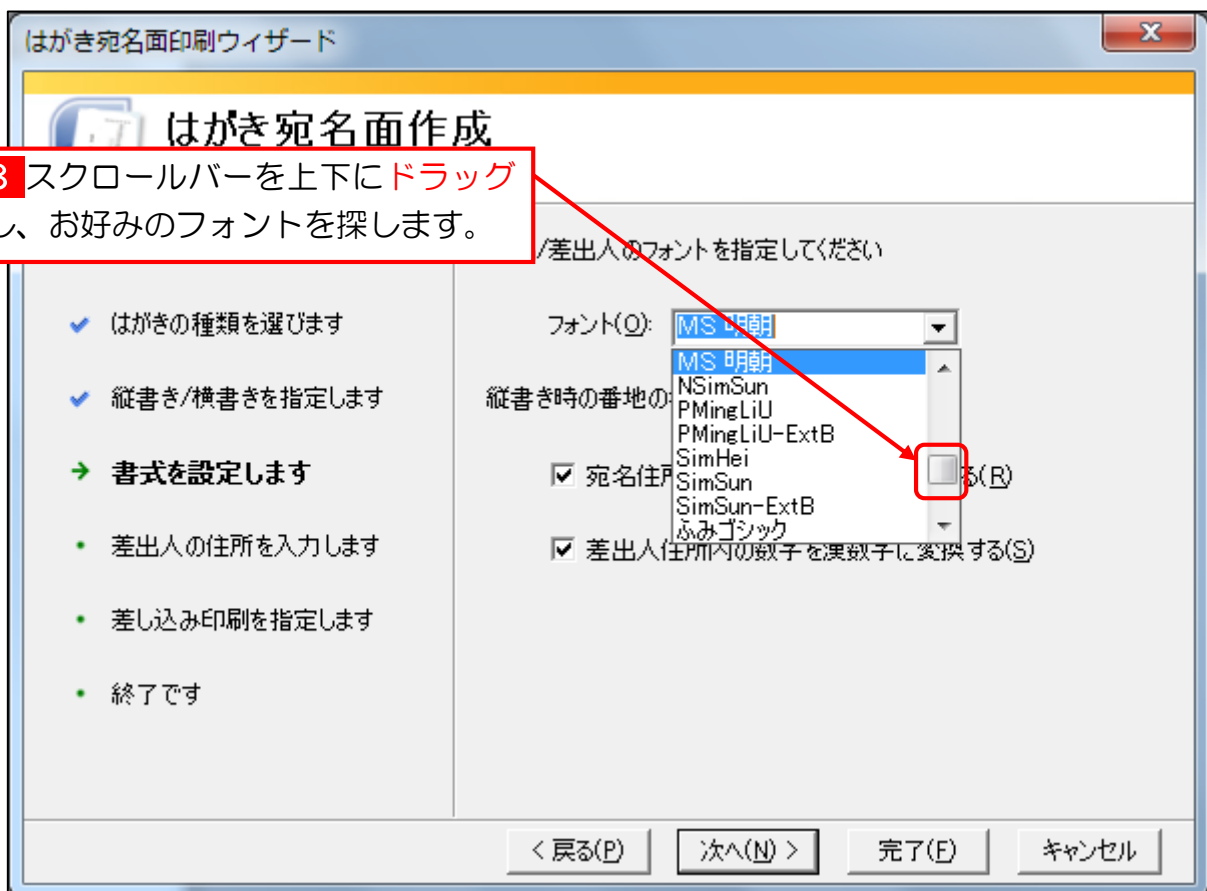 はがき宛名面印刷ウィザード
はがき宛名面作成
3 スクロールバーを上下にドラッグ
し、お好みのフォントを探します。
/差出人のフォントを指定してください
はがきの種類を選びます
縦書き/横書きを指定します
書式を設定します
差出人の住所を入力します
差し込み印刷を指定します
終了です
フォント(O): MS 明朝
MS 明朝
NSimSun
PMingLiU
PMingLiU-ExtB
SimHei
SimSun
SimSun-ExtB
ふみゴシック
縦書き時の番地の
宛名住所 る(R)
差出人住所内の数字を漢数字に変換する(S)
< 戻る(P)
次へ(N) >
完了(F)
キャンセル